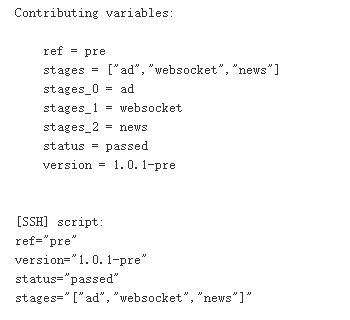 Contributing variables:
ref = pre
stages = ["ad","websocket","news"]
stages_0 = ad
stages_1 = websocket
stages_2 = news
status = passed
version = 1.0.1-pre
[SSH] script:
ref="pre"
version="1.0.1-pre"
status="passed"
stages="["ad","websocket","news"]"